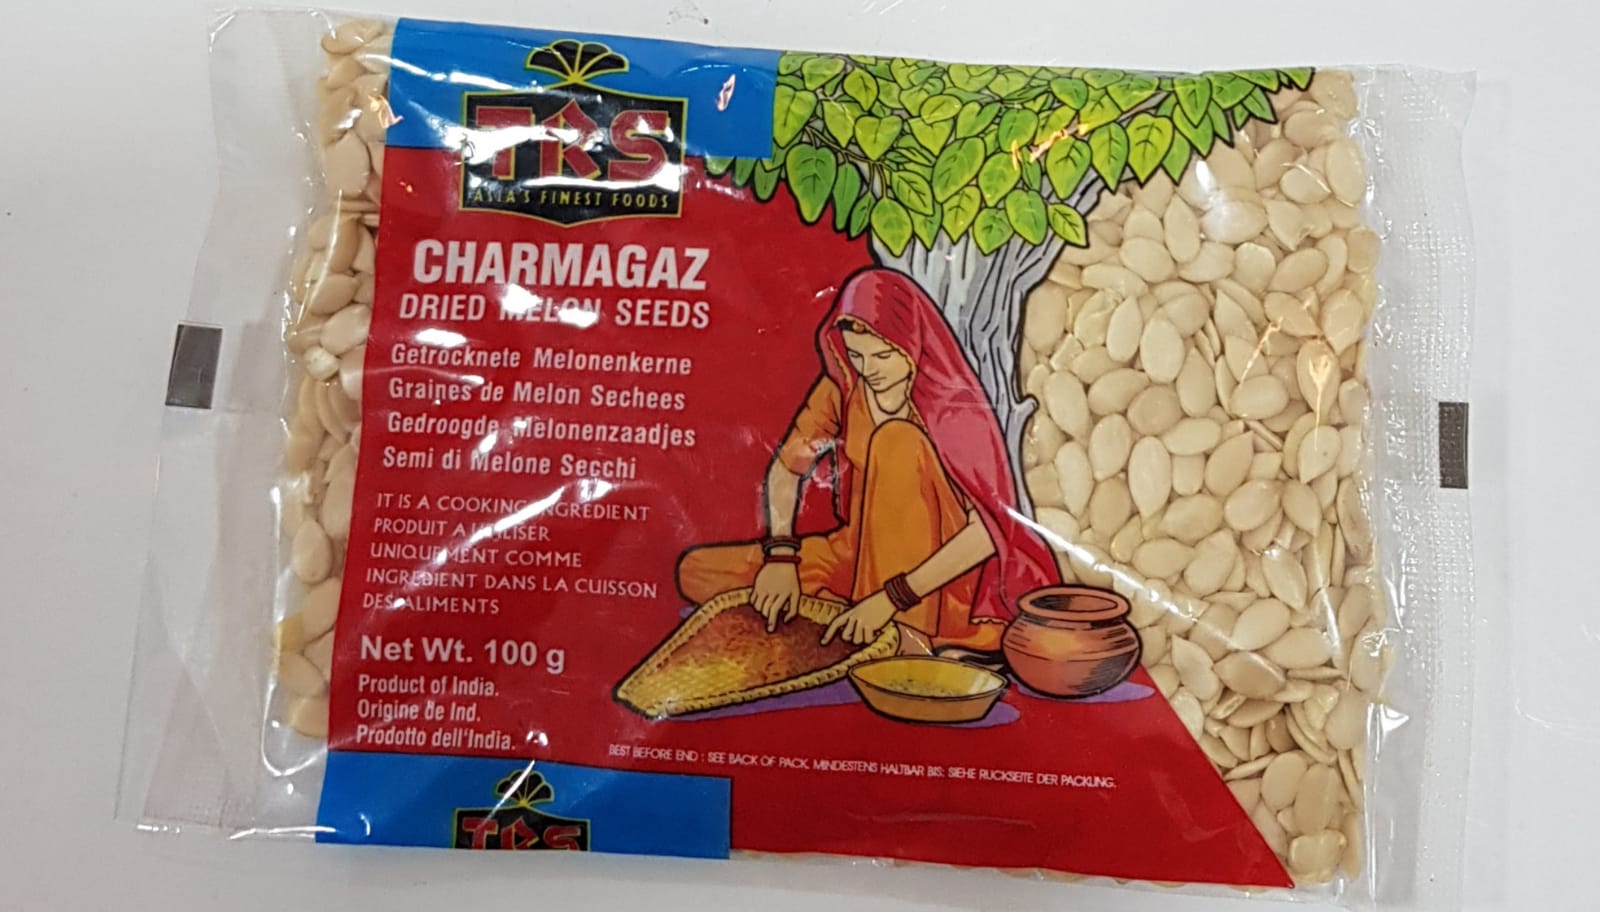 TRS
ASIA'S FINEST FOODS
CHARMAGAZ
DRIED MELON SEEDS
Getrocknete Melonenkerne
Graines de Melon Sechees
Gedroogde Melonenzaadjes
Semi di Melone Secchi
IT IS A COOKING INGREDIENT
PRODUIT A UTILISER
UNIQUEMENT COMME
INGREDIENT DANS LA CUISSON
DES ALIMENTS
Net Wt. 100 g
Product of India.
Origine de Ind.
Prodotto dell'India.
BEST BEFORE END : SEE BACK OF PACK. MINDESTENS HALTBAR BIS: SIEHE RUCKSEITE DER PACKUNG.
TRS